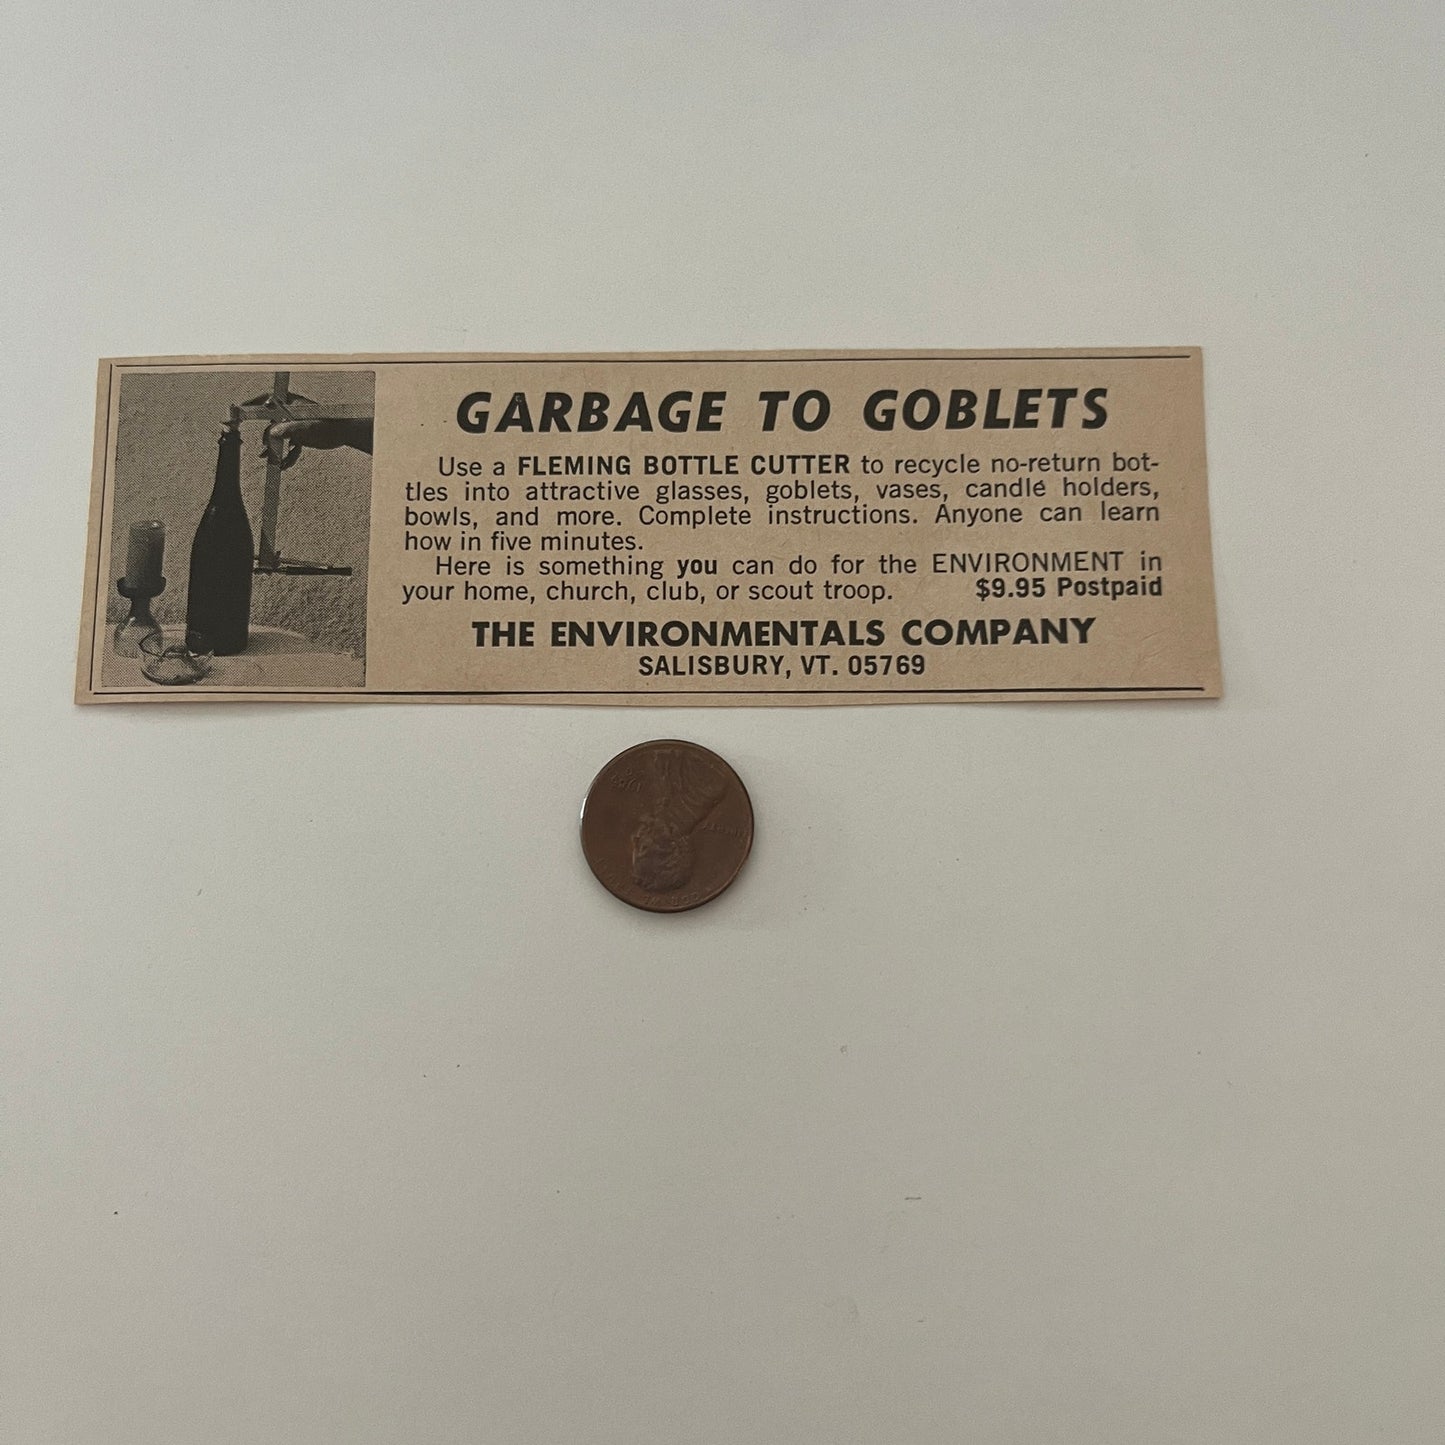 GARBAGE TO GOBLETS
Use a FLEMING BOTTLE CUTTER to recycle no-return bot-
tles into attractive glasses, goblets, vases, candle holders,
bowls, and more. Complete instructions. Anyone can learn
how in five minutes.
Here is something you can do for the ENVIRONMENT in
your home, church, club, or scout troop. $9.95 Postpaid
THE ENVIRONMENTALS COMPANY
SALISBURY, VT. 05769
LIBERTY